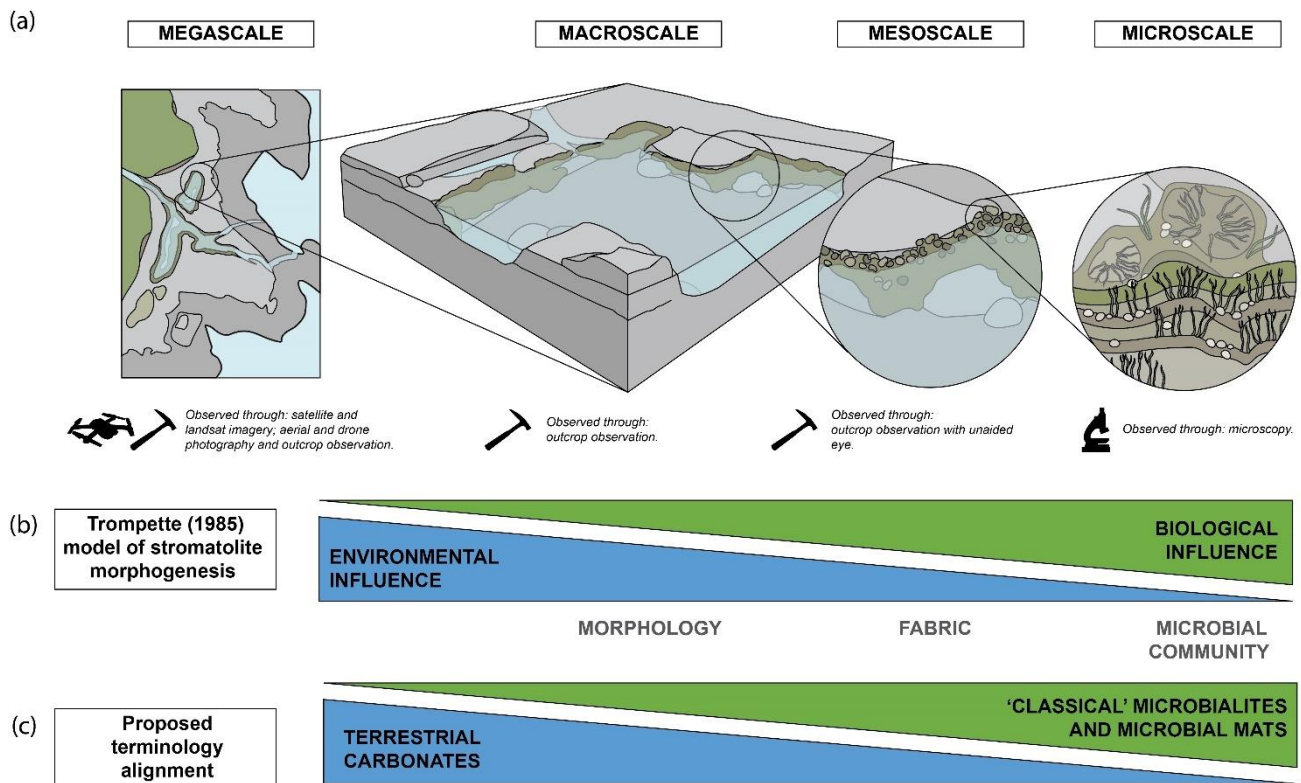 (a)
MEGASCALE
MACROSCALE
MESOSCALE
MICROSCALE
Observed through: satellite and
landsat imagery; aerial and drone
photography and outcrop observation.
Observed through:
outcrop observation.
Observed through:
outcrop observation with unaided
eye.
Observed through: microscopy.
(b)
Trompette (1985)
model of stromatolite
morphogenesis
ENVIRONMENTAL
INFLUENCE
BIOLOGICAL
INFLUENCE
MORPHOLOGY
FABRIC
MICROBIAL
COMMUNITY
(c)
Proposed
terminology
alignment
TERRESTRIAL
CARBONATES
'CLASSICAL' MICROBIALITES
AND MICROBIAL MATS